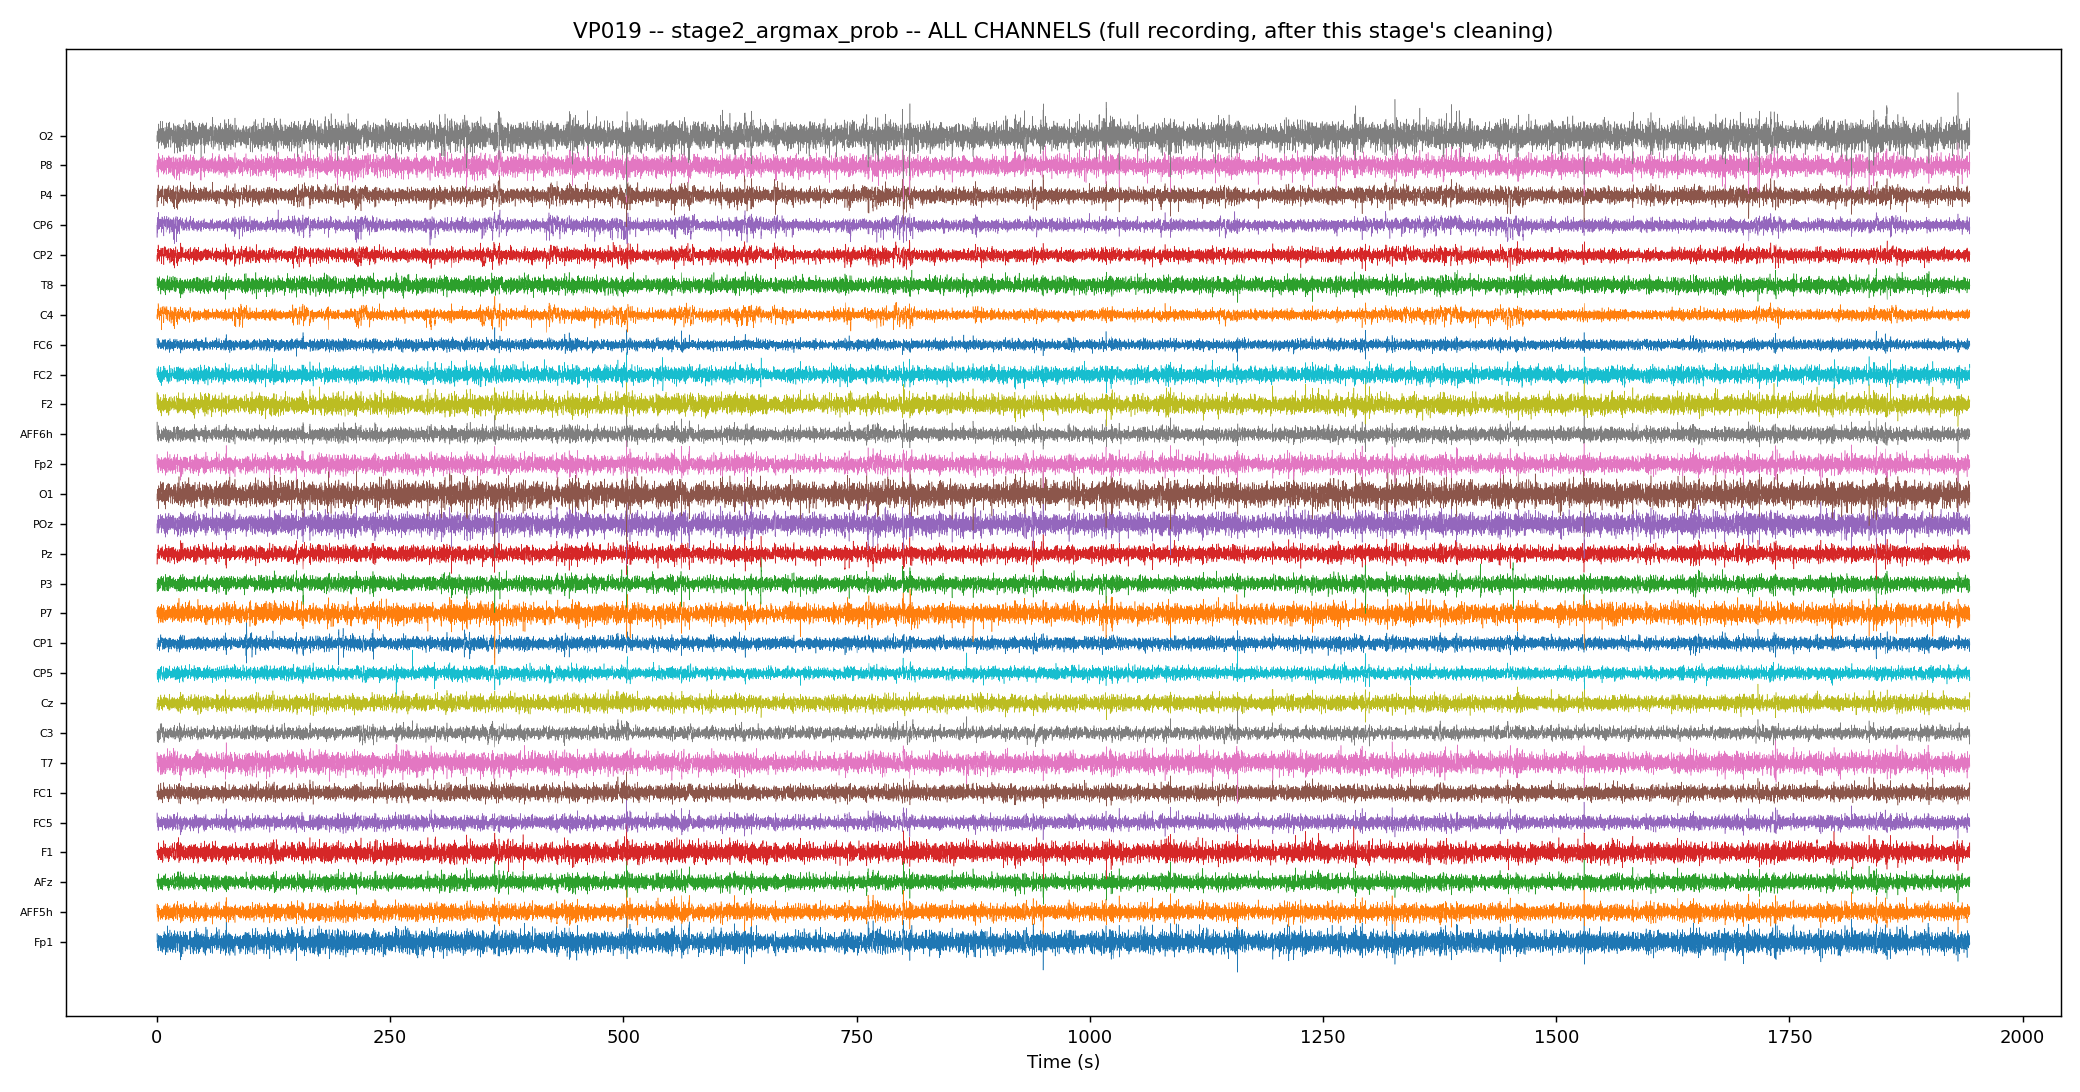 VP019 -- stage2_argmax_prob -- ALL CHANNELS (full recording, after this stage's cleaning)
O2
P8
P4
CP6
CP2
T8
C4
FC6
FC2
F2
AFF6h
Fp2
O1
POz
Pz
P3
P7
CP1
CP5
Cz
C3
T7
FC1
FC5
F1
AFz
AFF5h
Fp1
0 250 500 750 1000 1250 1500 1750 2000
Time (s)